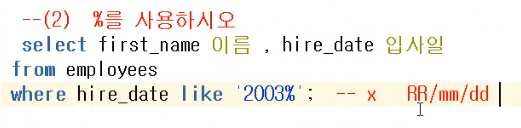 --(2) %를 사용하시오
select first_name 이름 , hire_date 입사일
from employees
where hire_date like '2003%'; -- x RR/mm/dd